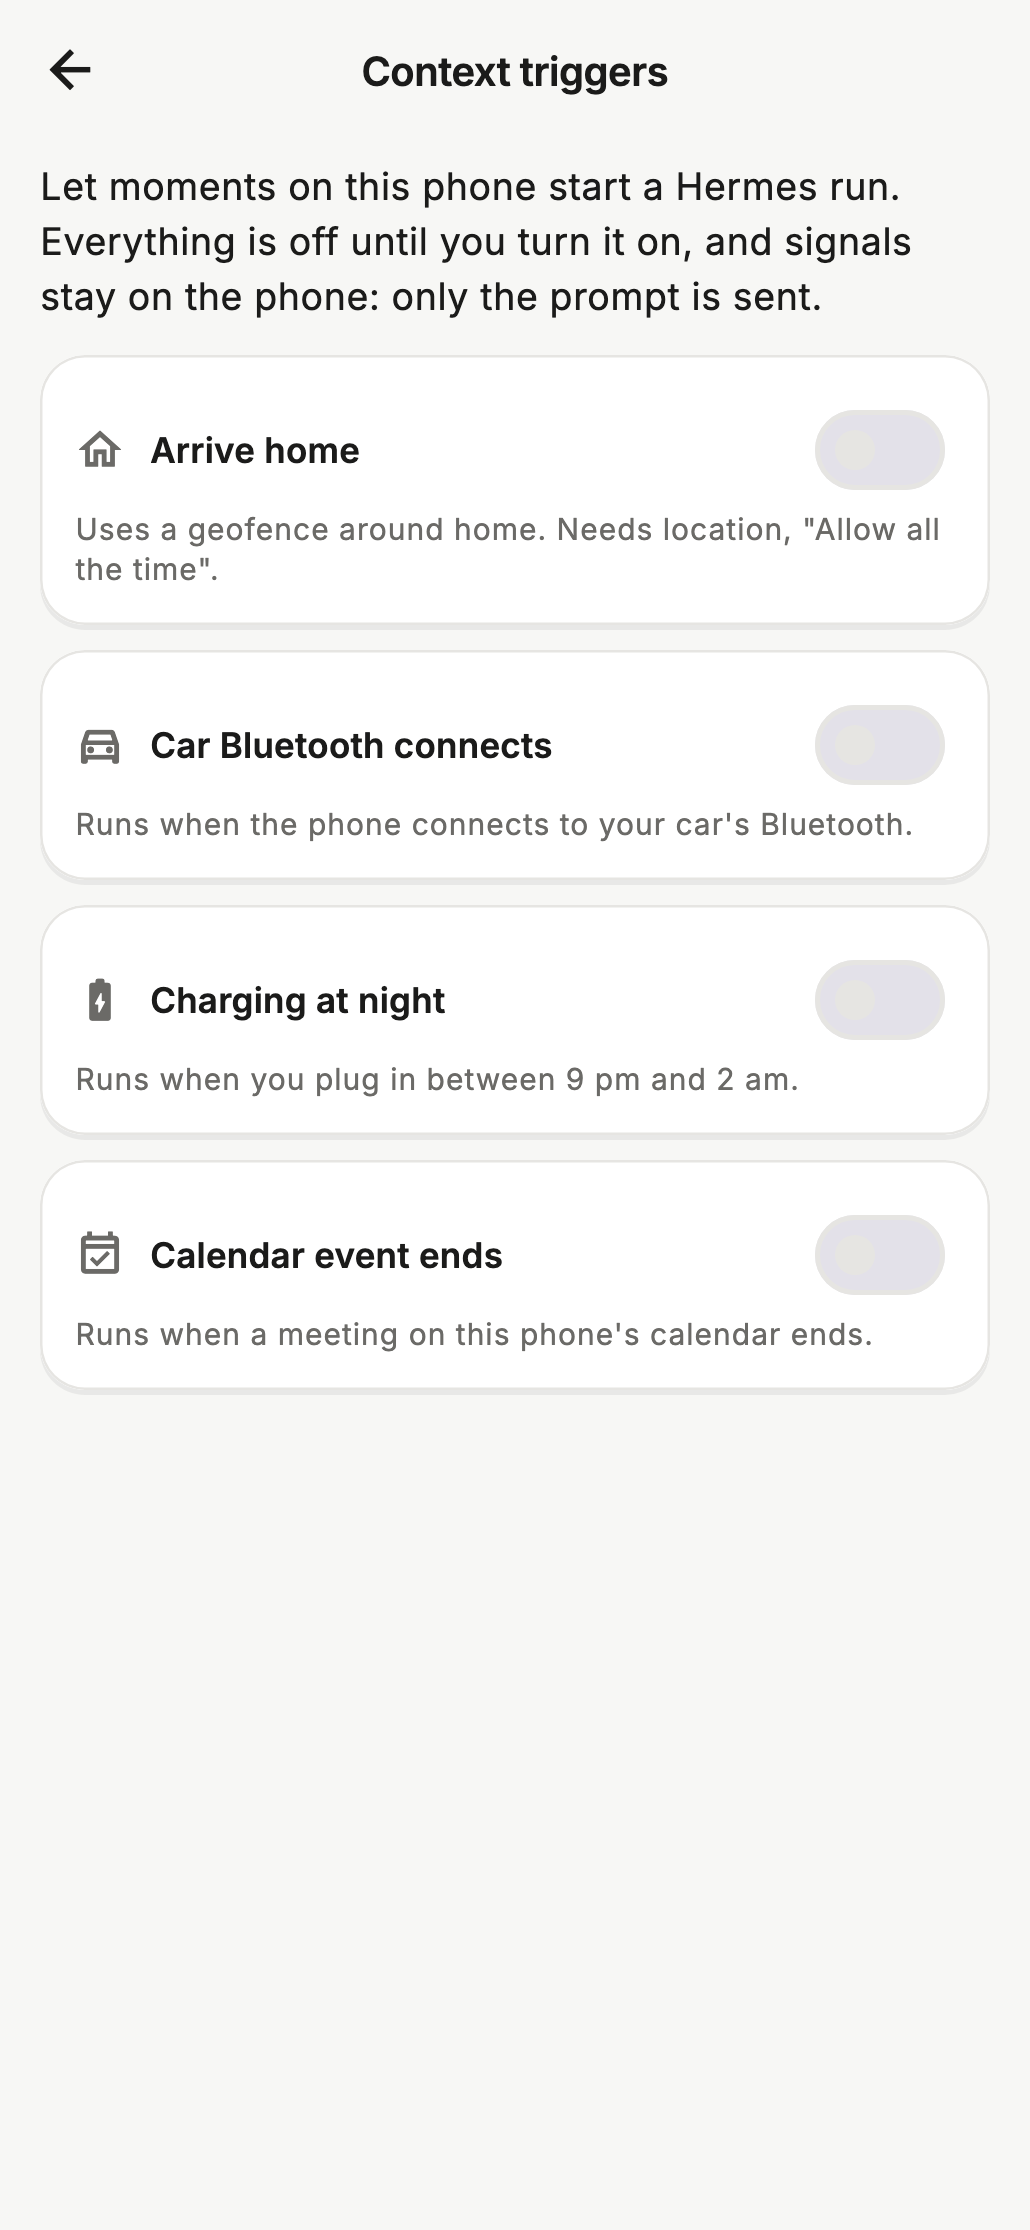 Context triggers
Let moments on this phone start a Hermes run.
Everything is off until you turn it on, and signals
stay on the phone: only the prompt is sent.
Arrive home
Uses a geofence around home. Needs location, "Allow all
the time".
Car Bluetooth connects
Runs when the phone connects to your car's Bluetooth.
Charging at night
Runs when you plug in between 9 pm and 2 am.
Calendar event ends
Runs when a meeting on this phone's calendar ends.